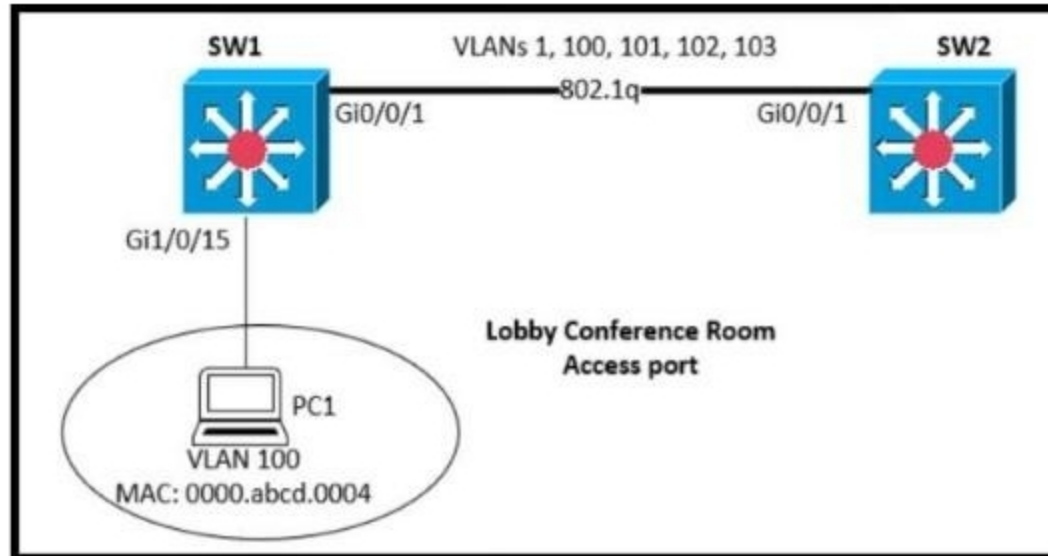 SW1
VLANs 1, 100, 101, 102, 103
SW2
802.1q
Gi0/0/1
Gi0/0/1
Gi1/0/15
Lobby Conference Room
Access port
PC1
VLAN 100
MAC: 0000.abcd.0004